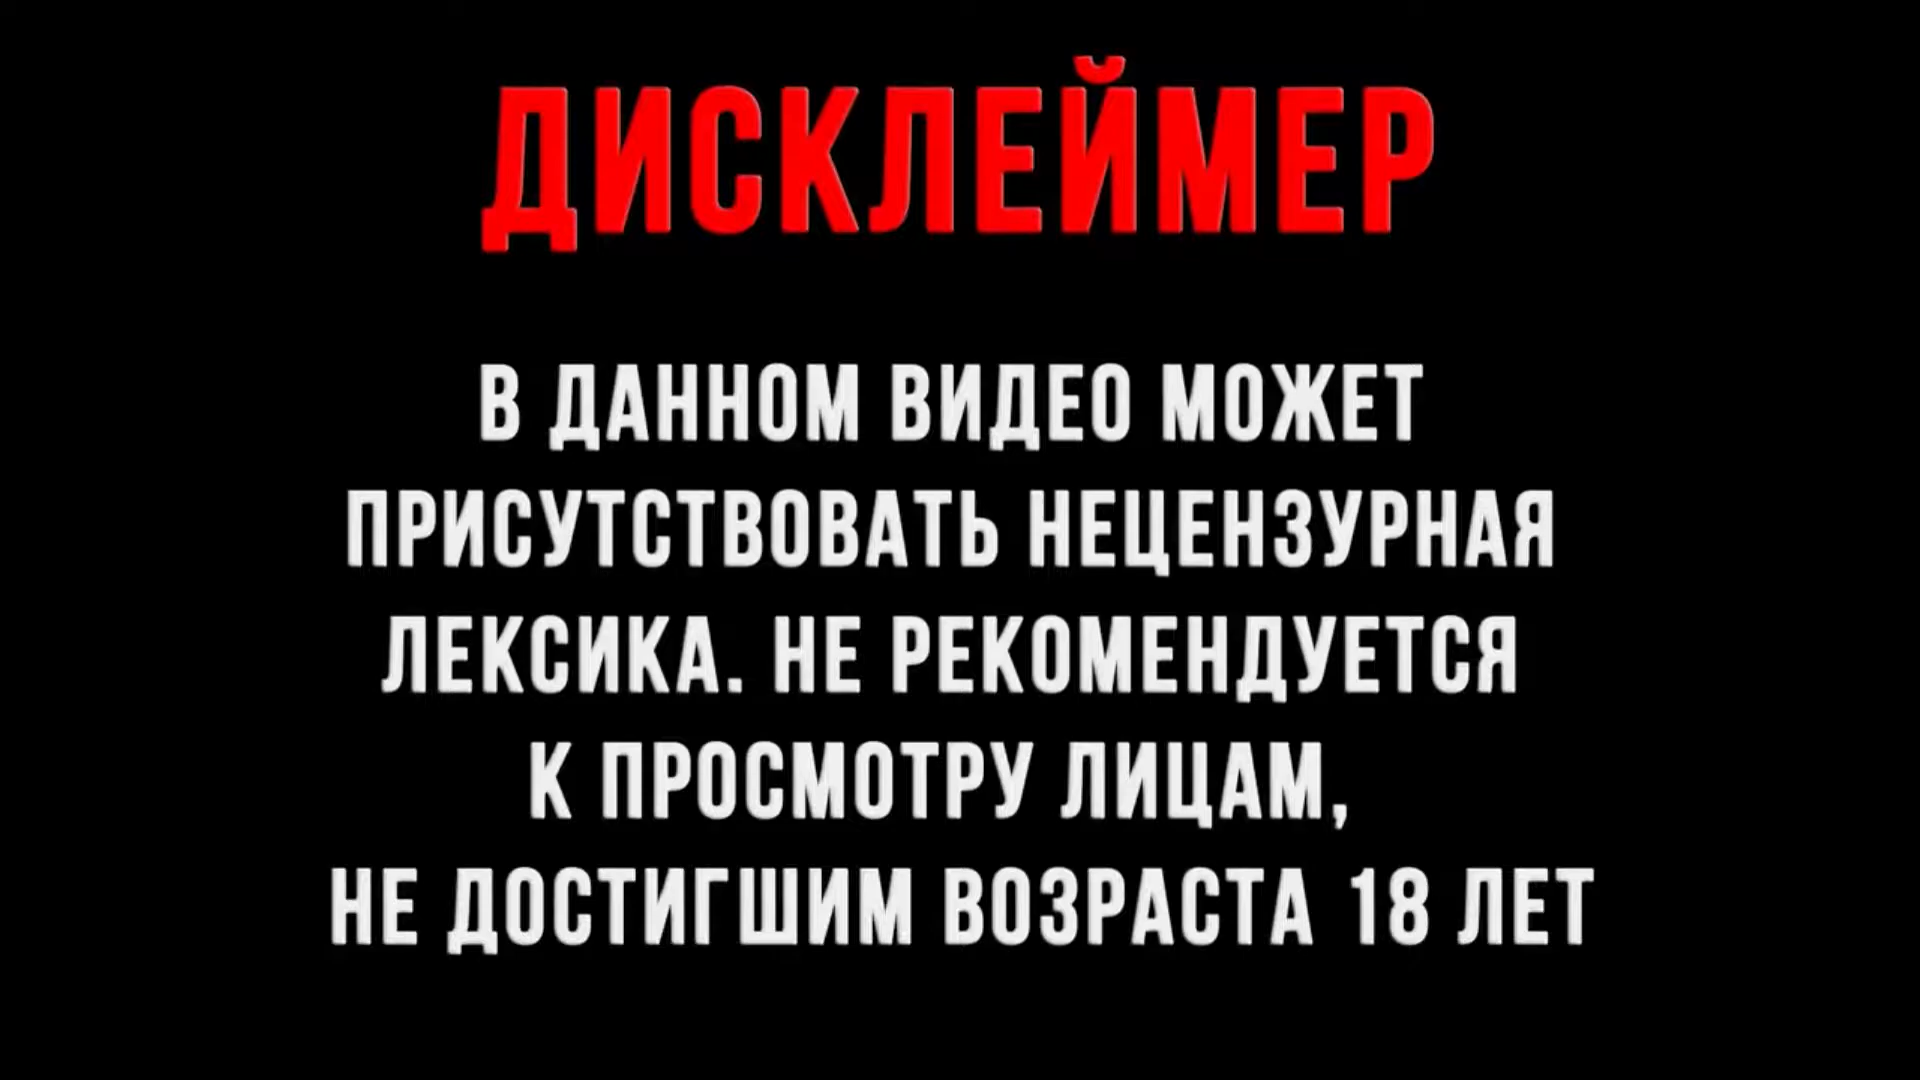 ДИСКЛЕЙМЕР
В ДАННОМ ВИДЕО МОЖЕТ
ПРИСУТСТВОВАТЬ НЕЦЕНЗУРНАЯ
ЛЕКСИКА. НЕ РЕКОМЕНДУЕТСЯ
К ПРОСМОТРУ ЛИЦАМ,
НЕ ДОСТИГШИМ ВОЗРАСТА 18 ЛЕТ